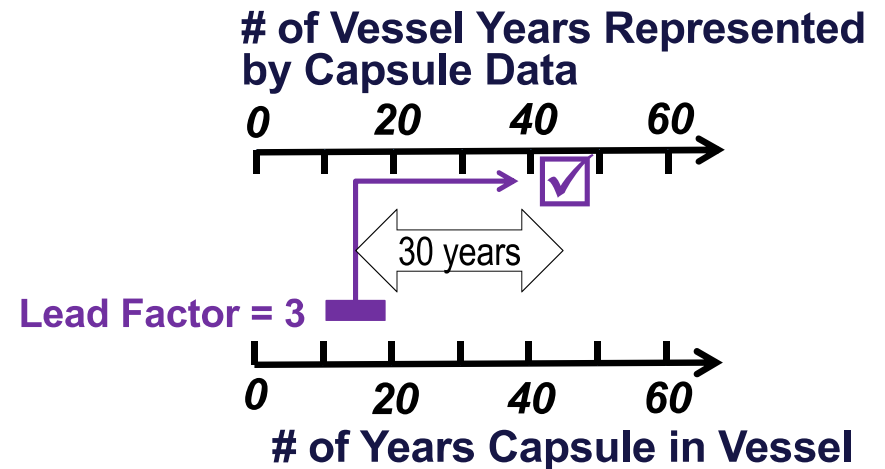 # of Vessel Years Represented
by Capsule Data
0 20 40 60
30 years
Lead Factor = 3
0 20 40 60
# of Years Capsule in Vessel